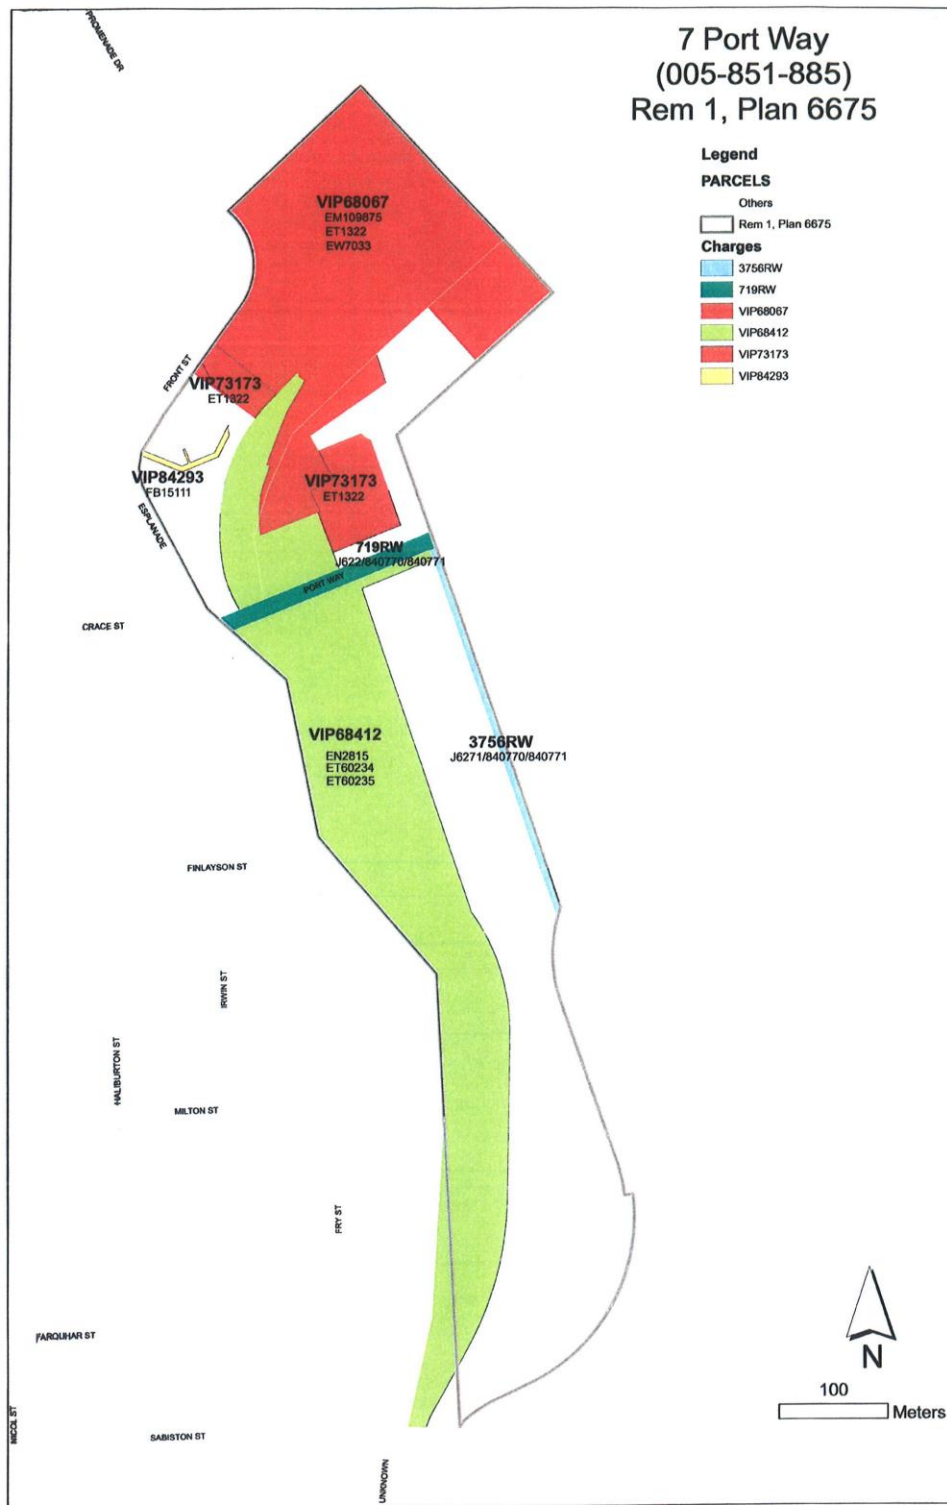 PROMENADE DR
7 Port Way
(005-851-885)
Rem 1, Plan 6675
Legend
PARCELS
Others
Rem 1, Plan 6675
Charges
3756RW
719RW
VIP68067
VIP68412
VIP73173
VIP84293
VIP68067
EM109875
ET1322
EW7033
FRONT ST
VIP73173
ET1322
VIP84293
FB15111
VIP73173
ET1322
ESPLANADE
719RW
J622/840770/840771
PORT WAY
CRACE ST
VIP68412
EN2815
ET60234
ET60235
3756RW
J6271/840770/840771
FINLAYSON ST
IRWIN ST
HALIBURTON ST
MILTON ST
FRY ST
FARQUHAR ST
N
100
Meters
NICOL ST
SABISTON ST
UNKNOWN